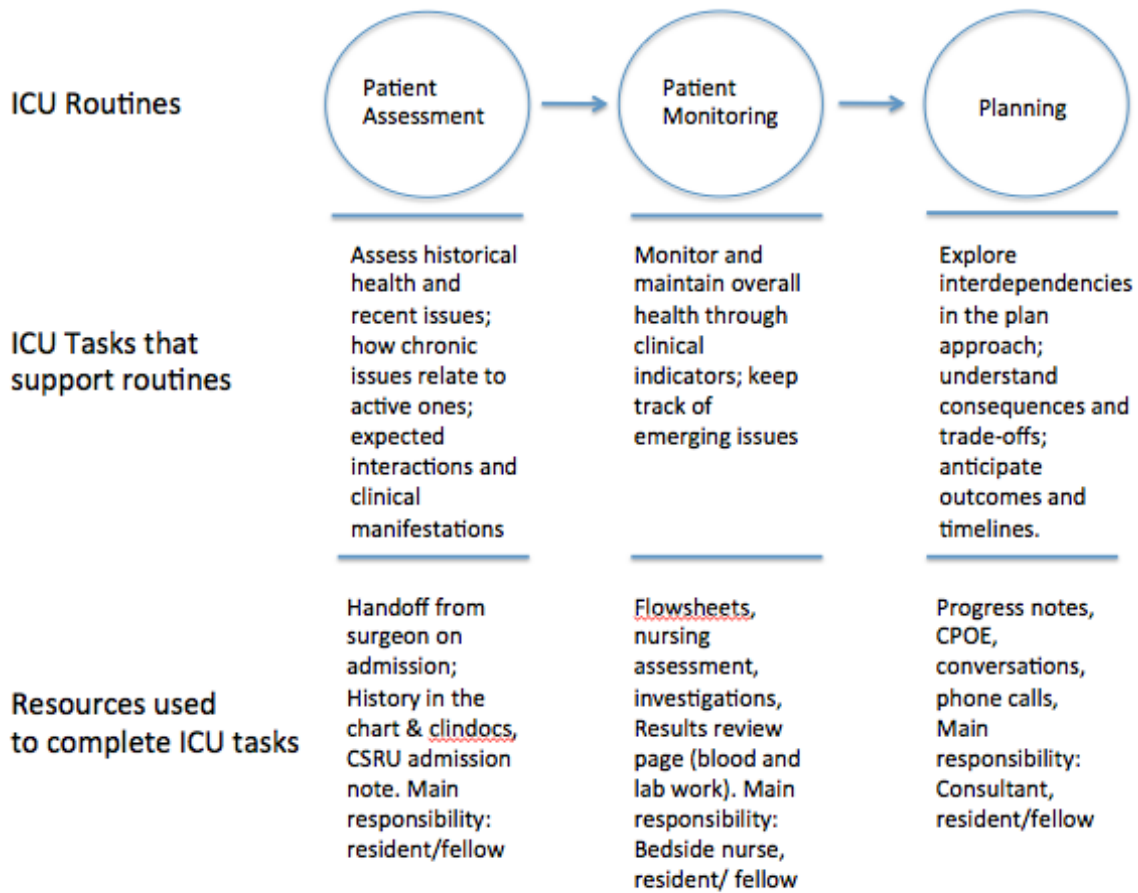 ICU Routines
Patient
Assessment
Patient
Monitoring
Planning
ICU Tasks that
support routines
Assess historical
health and
recent issues;
how chronic
issues relate to
active ones;
expected
interactions and
clinical
manifestations
Monitor and
maintain overall
health through
clinical
indicators; keep
track of
emerging issues
Explore
interdependencies
in the plan
approach;
understand
consequences and
trade-offs;
anticipate
outcomes and
timelines.
Resources used
to complete ICU tasks
Handoff from
surgeon on
admission;
History in the
chart & clindocs,
CSRU admission
note. Main
responsibility:
resident/fellow
Flowsheets,
nursing
assessment,
investigations,
Results review
page (blood and
lab work). Main
responsibility:
Bedside nurse,
resident/ fellow
Progress notes,
CPOE,
conversations,
phone calls,
Main
responsibility:
Consultant,
resident/fellow